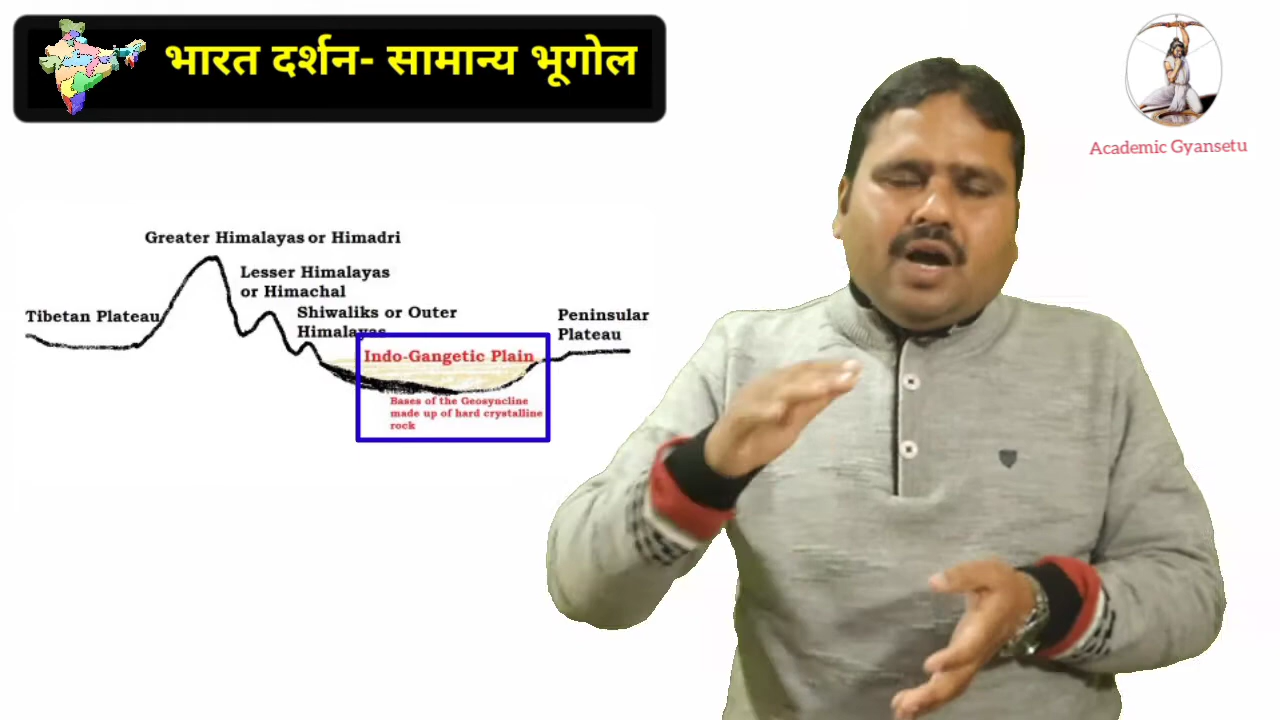 भारत दर्शन- सामान्य भूगोल
Academic Gyansetu
Greater Himalayas or Himadri
Lesser Himalayas
or Himachal
Tibetan Plateau
Shiwaliks or Outer
Himalayas
Peninsular
Plateau
Indo-Gangetic Plain
Bases of the Geosyncline
made up of hard crystalline
rock